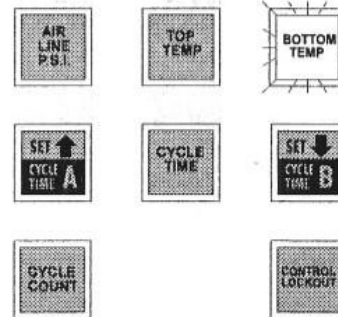 AIR
LINE
P.S.I.
TOP
TEMP
BOTTOM
TEMP
SET
CYCLE
TIME A
CYCLE
TIME
SET
CYCLE
TIME B
CYCLE
COUNT
CONTROL
LOCKOUT